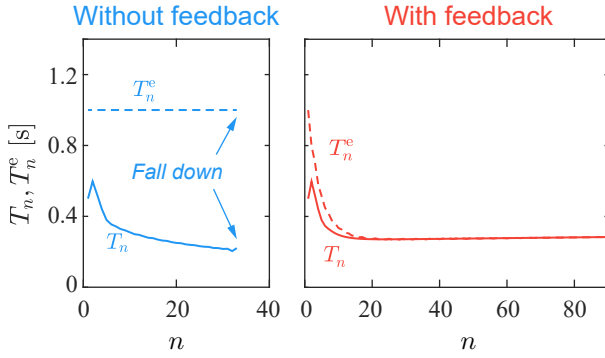 Without feedback
With feedback
T_n, T_n^e [s]
1.2
0.8
0.4
0
T_n^e
Fall down
T_n
0
20
40
n
T_n^e
T_n
0
20
40
60
80
n